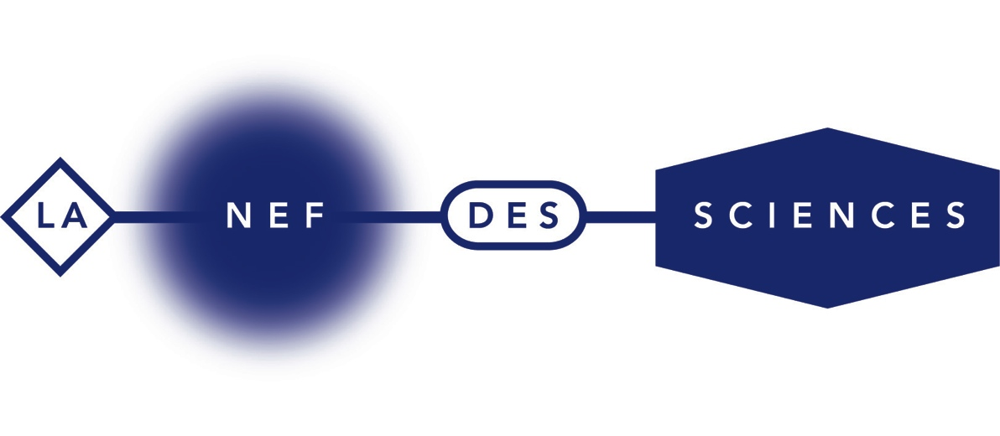 LA NEF DES SCIENCES